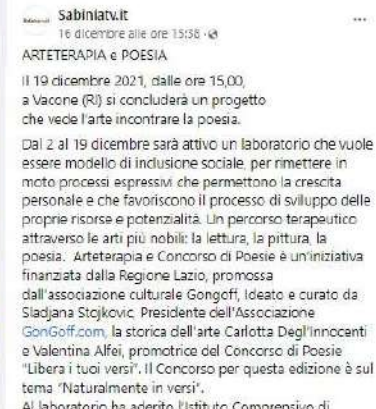 Sabiniatv.it
16 dicembre alle ore 15:38
ARTETERAPIA e POESIA
Il 19 dicembre 2021, dalle ore 15,00,
a Vacone (RI) si concluderà un progetto
che vede l'arte incontrare la poesia.
Dal 2 al 19 dicembre sarà attivo un laboratorio che vuole
essere modello di inclusione sociale, per rimettere in
moto processi espressivi che permettono la crescita
personale e che favoriscono il processo di sviluppo delle
proprie risorse e potenzialità. Un percorso terapeutico
attraverso le arti più nobili: la lettura, la pittura, la
poesia. Arteterapia e Concorso di Poesie è un'iniziativa
finanziata dalla Regione Lazio, promossa
dall'associazione culturale Gongoff, Ideato e curato da
Sladjana Stojkovic, Presidente dell'Associazione
GonGoff.com, la storica dell'arte Carlotta Degl'Innocenti
e Valentina Alfei, promotrice del Concorso di Poesie
"Libera i tuoi versi". Il Concorso per questa edizione è sul
tema "Naturalmente in versi".
Al laboratorio ha aderito l'Istituto Comprensivo di